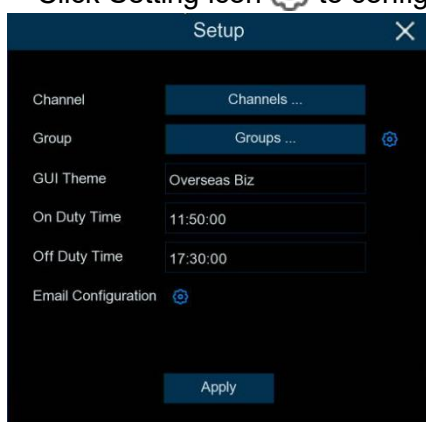 Click Setting icon to config
Setup
Channel Channels ...
Group Groups ...
GUI Theme Overseas Biz
On Duty Time 11:50:00
Off Duty Time 17:30:00
Email Configuration
Apply